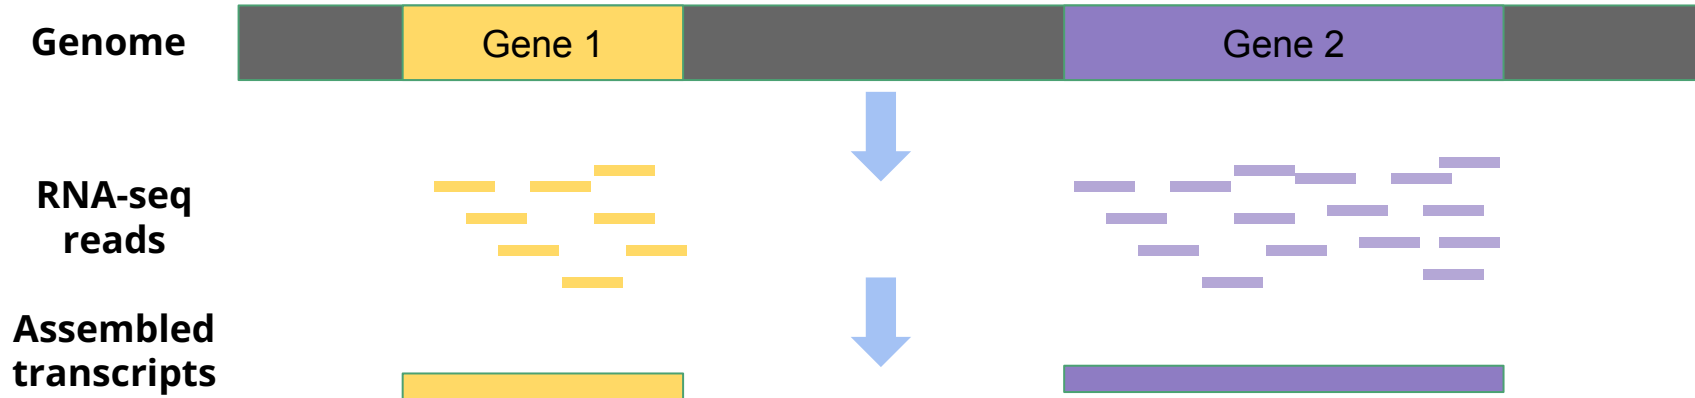 Genome
Gene 1
Gene 2
RNA-seq
reads
Assembled
transcripts